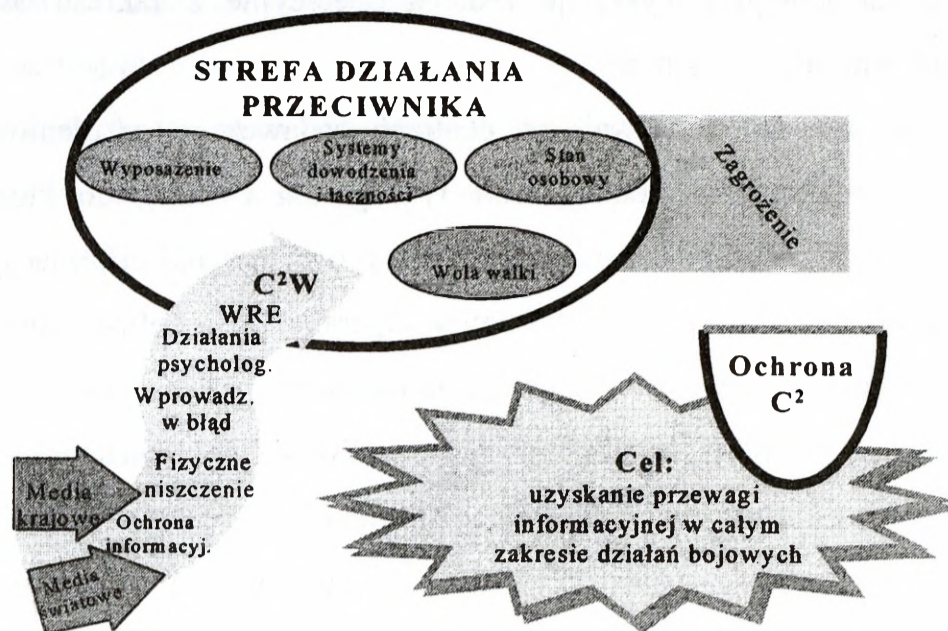 STREFA DZIAŁANIA
PRZECIWNIKA
Wyposażenie
Systemy
dowodzenia
i łączności
Stan
osobowy
Zagrożenie
Wola walki
C²W
WRE
Działania
psycholog.
Wprowadz.
w błąd
Fizyczne
niszczenie
Ochrona
informacyj.
Media
krajowe
Media
światowe
Ochrona
C²
Cel:
uzyskanie przewagi
informacyjnej w całym
zakresie działań bojowych